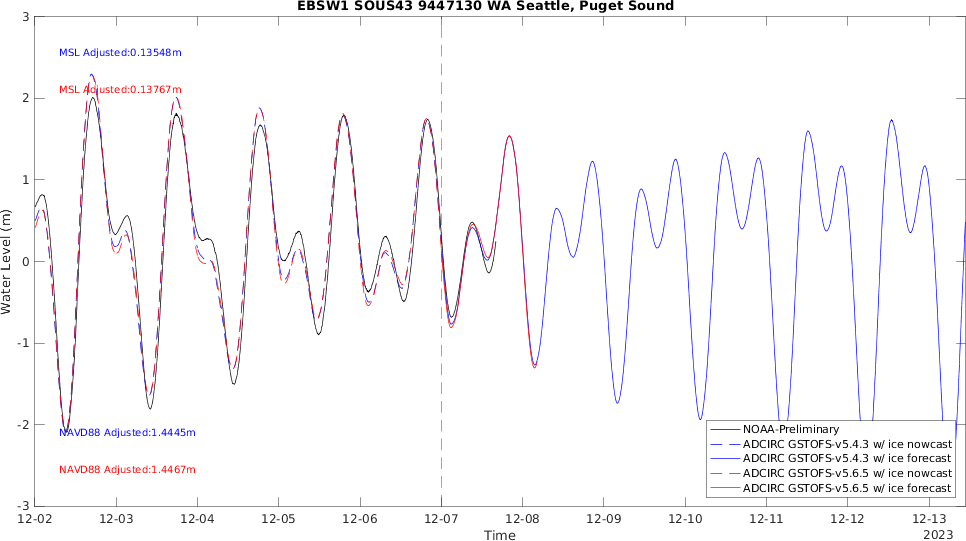 EBSW1 SOUS43 9447130 WA Seattle, Puget Sound
3
MSL Adjusted:0.13548m
MSL Adjusted:0.13767m
2
1
0
-1
-2
-3
Water Level (m)
NAVD88 Adjusted:1.4445m
NAVD88 Adjusted:1.4467m
NOAA-Preliminary
ADCIRC GSTOFS-v5.4.3 w/ ice nowcast
ADCIRC GSTOFS-v5.4.3 w/ ice forecast
ADCIRC GSTOFS-v5.6.5 w/ ice nowcast
ADCIRC GSTOFS-v5.6.5 w/ ice forecast
12-02 12-03 12-04 12-05 12-06 12-07 12-08 12-09 12-10 12-11 12-12 12-13
Time
2023